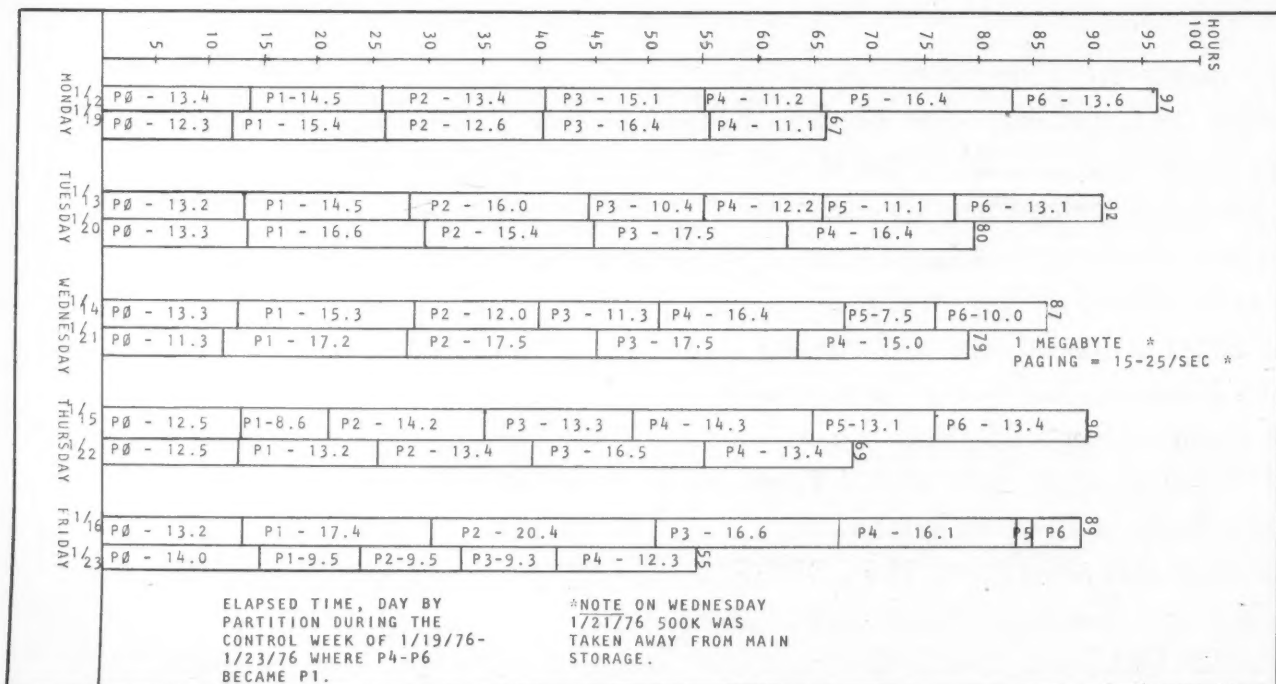 HOURS
5 10 15 20 25 30 35 40 45 50 55 60 65 70 75 80 85 90 95 100
MONDAY
1/12 PØ - 13.4 P1-14.5 P2 - 13.4 P3 - 15.1 P4 - 11.2 P5 - 16.4 P6 - 13.6 97
1/19 PØ - 12.3 P1 - 15.4 P2 - 12.6 P3 - 16.4 P4 - 11.1 67
TUESDAY
1/13 PØ - 13.2 P1 - 14.5 P2 - 16.0 P3 - 10.4 P4 - 12.2 P5 - 11.1 P6 - 13.1 92
1/20 PØ - 13.3 P1 - 16.6 P2 - 15.4 P3 - 17.5 P4 - 16.4 80
WEDNESDAY
1/14 PØ - 13.3 P1 - 15.3 P2 - 12.0 P3 - 11.3 P4 - 16.4 P5-7.5 P6-10.0 87
1/21 PØ - 11.3 P1 - 17.2 P2 - 17.5 P3 - 17.5 P4 - 15.0 79
1 MEGABYTE *
PAGING = 15-25/SEC *
THURSDAY
1/15 PØ - 12.5 P1-8.6 P2 - 14.2 P3 - 13.3 P4 - 14.3 P5-13.1 P6 - 13.4 90
1/22 PØ - 12.5 P1 - 13.2 P2 - 13.4 P3 - 16.5 P4 - 13.4 69
FRIDAY
1/16 PØ - 13.2 P1 - 17.4 P2 - 20.4 P3 - 16.6 P4 - 16.1 P5 P6 89
1/23 PØ - 14.0 P1-9.5 P2-9.5 P3-9.3 P4 - 12.3 55
ELAPSED TIME, DAY BY
PARTITION DURING THE
CONTROL WEEK OF 1/19/76-
1/23/76 WHERE P4-P6
BECAME P1.
*NOTE ON WEDNESDAY
1/21/76 500K WAS
TAKEN AWAY FROM MAIN
STORAGE.